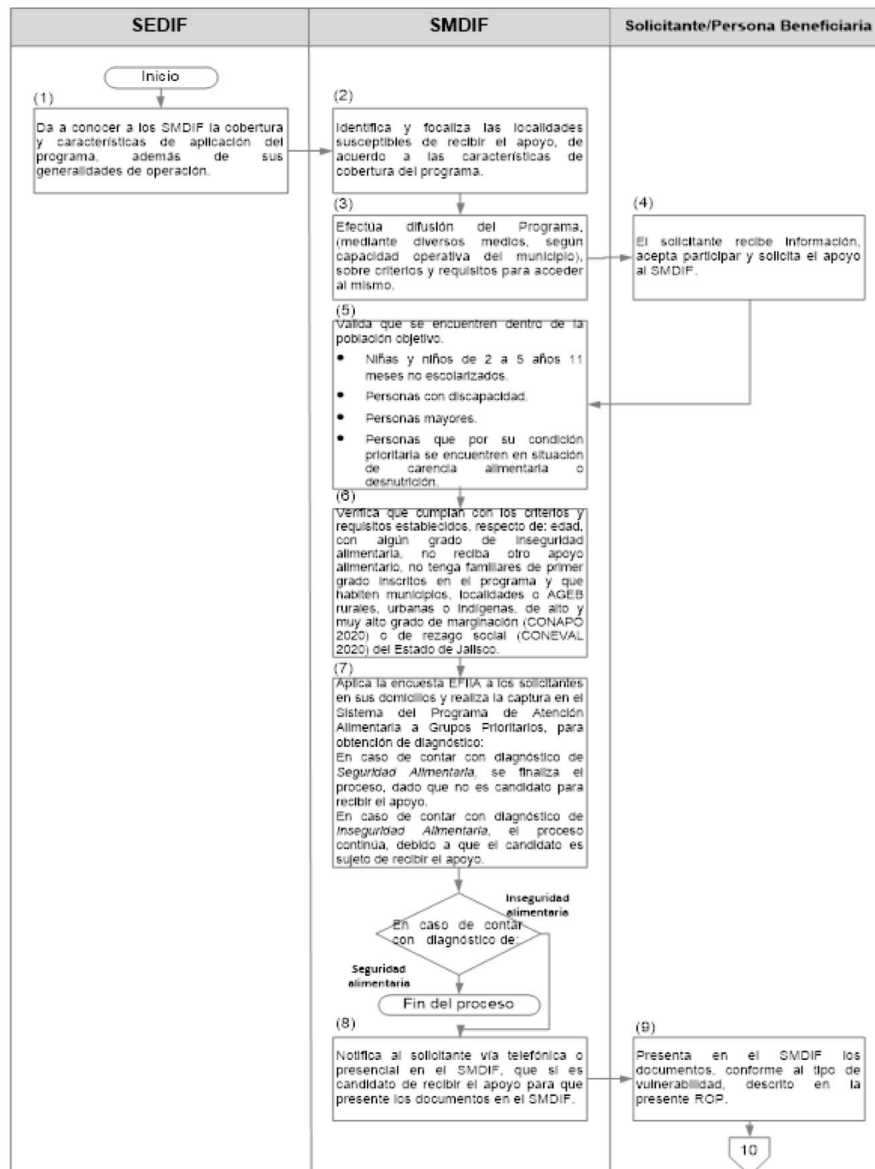 SEDIF
SMDIF
Solicitante/Persona Beneficiaria
Inicio
(1)
Da a conocer a los SMDIF la cobertura
y características de aplicación del
programa, además de sus
generalidades de operación.
(2)
Identifica y focaliza las localidades
susceptibles de recibir el apoyo, de
acuerdo a las características de
cobertura del programa.
(3)
Efectúa difusión del Programa,
(mediante diversos medios, según
capacidad operativa del municipio),
sobre criterios y requisitos para acceder
al mismo.
(4)
El solicitante recibe información,
acepta participar y solicita el apoyo
al SMDIF.
(5)
Valida que se encuentren dentro de la
población objetivo.
• Niñas y niños de 2 a 5 años 11
meses no escolarizados.
• Personas con discapacidad.
• Personas mayores.
• Personas que por su condición
prioritaria se encuentren en situación
de carencia alimentaria o
desnutrición.
(6)
Verifica que cumplan con los criterios y
requisitos establecidos, respecto de: edad,
con algún grado de inseguridad
alimentaria, no reciba otro apoyo
alimentario, no tenga familiares de primer
grado inscritos en el programa y que
habiten municipios, localidades o AGEB
rurales, urbanas o indígenas, de alto y
muy alto grado de marginación (CONAPO
2020) o de rezago social (CONEVAL
2020) del Estado de Jalisco.
(7)
Aplica la encuesta EFIIA a los solicitantes
en sus domicilios y realiza la captura en el
Sistema del Programa de Atención
Alimentaria a Grupos Prioritarios, para
obtención de diagnóstico:
En caso de contar con diagnóstico de
Seguridad Alimentaria, se finaliza el
proceso, dado que no es candidato para
recibir el apoyo.
En caso de contar con diagnóstico de
Inseguridad Alimentaria, el proceso
continúa, debido a que el candidato es
sujeto de recibir el apoyo.
Inseguridad
alimentaria
En caso de contar
con diagnóstico de:
Seguridad
alimentaria
Fin del proceso
(8)
Notifica al solicitante vía telefónica o
presencial en el SMDIF, que si es
candidato de recibir el apoyo para que
presente los documentos en el SMDIF.
(9)
Presenta en el SMDIF los
documentos, conforme al tipo de
vulnerabilidad, descrito en la
presente ROP.
10